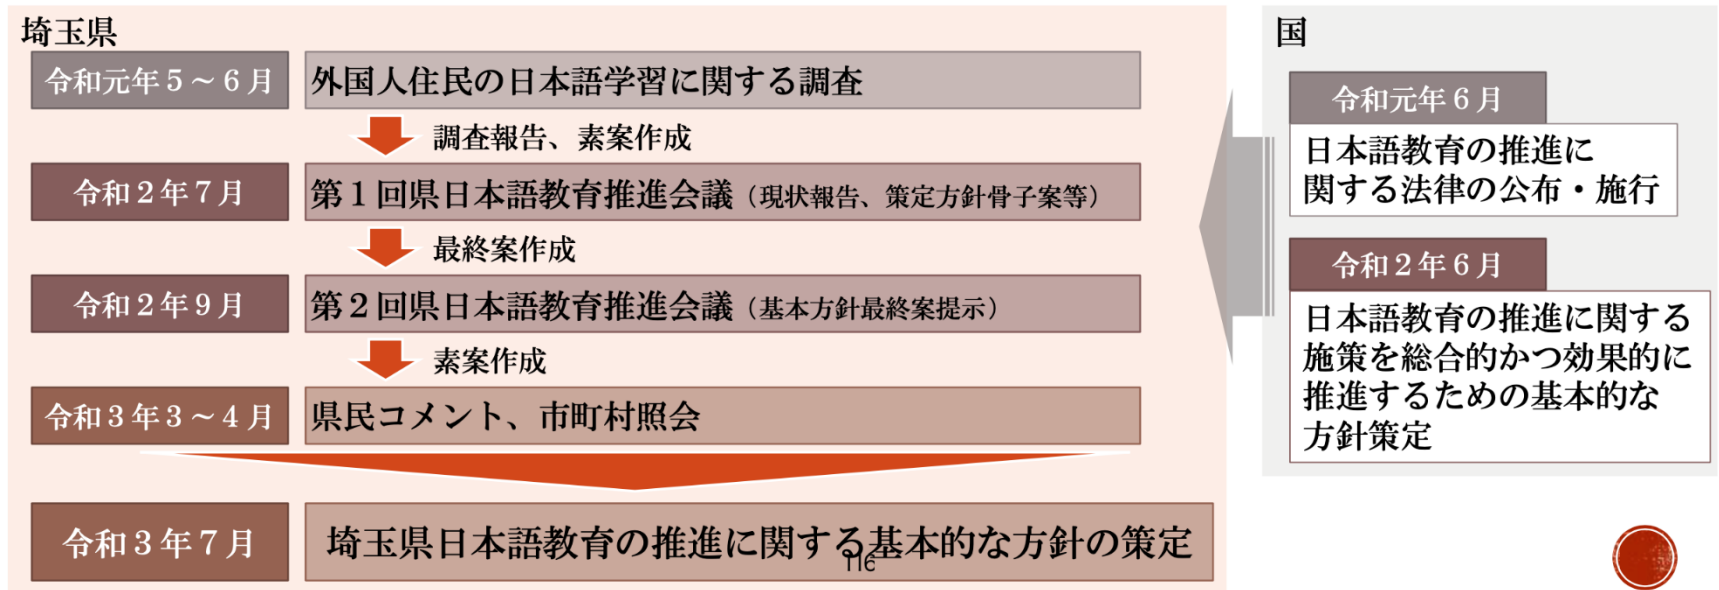 埼玉県
令和元年５～６月
外国人住民の日本語学習に関する調査
調査報告、素案作成
令和２年７月
第１回県日本語教育推進会議（現状報告、策定方針骨子案等）
最終案作成
令和２年９月
第２回県日本語教育推進会議（基本方針最終案提示）
素案作成
令和３年３～４月
県民コメント、市町村照会
令和３年７月
埼玉県日本語教育の推進に関する基本的な方針の策定
116
国
令和元年６月
日本語教育の推進に
関する法律の公布・施行
令和２年６月
日本語教育の推進に関する
施策を総合的かつ効果的に
推進するための基本的な
方針策定